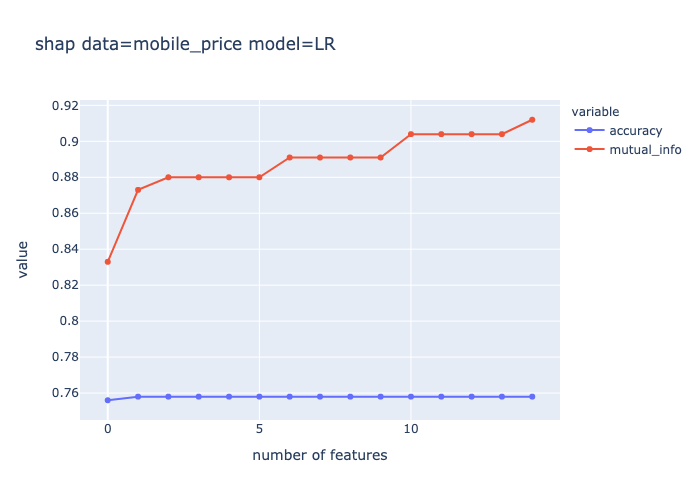 shap data=mobile_price model=LR
variable
accuracy
mutual_info
value
0.92
0.9
0.88
0.86
0.84
0.82
0.8
0.78
0.76
0 5 10
number of features